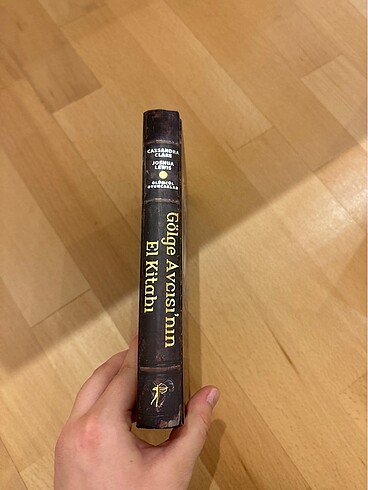 CASSANDRA
CLARE
JOSHUA
LEWIS
ÖLÜMCÜL
OYUNCAKLAR
Gölge Avcısı'nın
El Kitabı